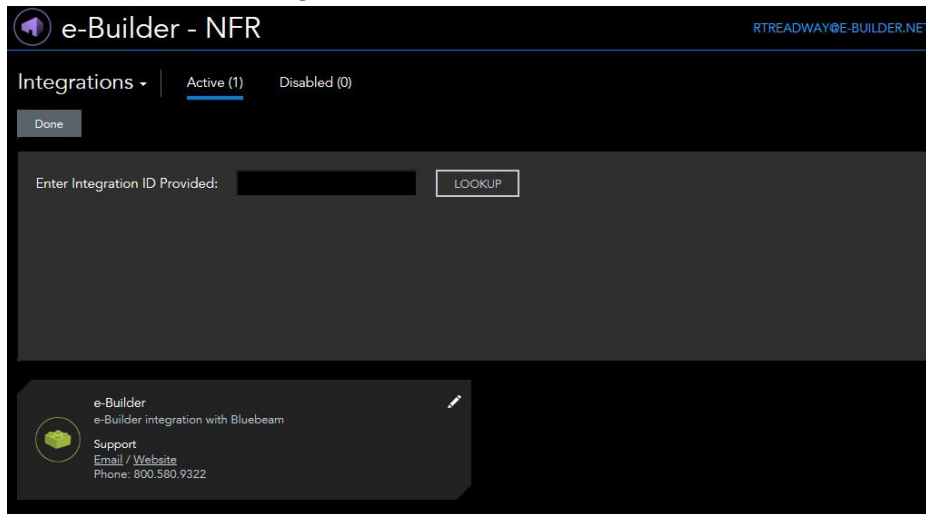 e-Builder - NFR
RTREADWAY@E-BUILDER.NET
Integrations
Active (1)
Disabled (0)
Done
Enter Integration ID Provided:
LOOKUP
e-Builder
e-Builder integration with Bluebeam
Support
Email / Website
Phone: 800.580.9322